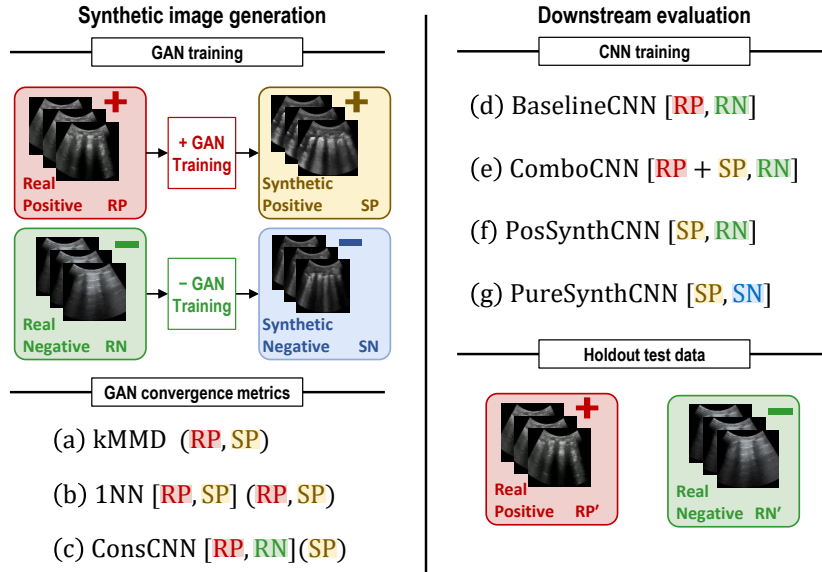 Synthetic image generation
GAN training
+
Real
Positive RP
+ GAN
Training
+
Synthetic
Positive SP
−
Real
Negative RN
− GAN
Training
−
Synthetic
Negative SN
GAN convergence metrics
(a) kMMD (RP, SP)
(b) 1NN [RP, SP] (RP, SP)
(c) ConsCNN [RP, RN](SP)
Downstream evaluation
CNN training
(d) BaselineCNN [RP, RN]
(e) ComboCNN [RP + SP, RN]
(f) PosSynthCNN [SP, RN]
(g) PureSynthCNN [SP, SN]
Holdout test data
+
Real
Positive RP'
−
Real
Negative RN'